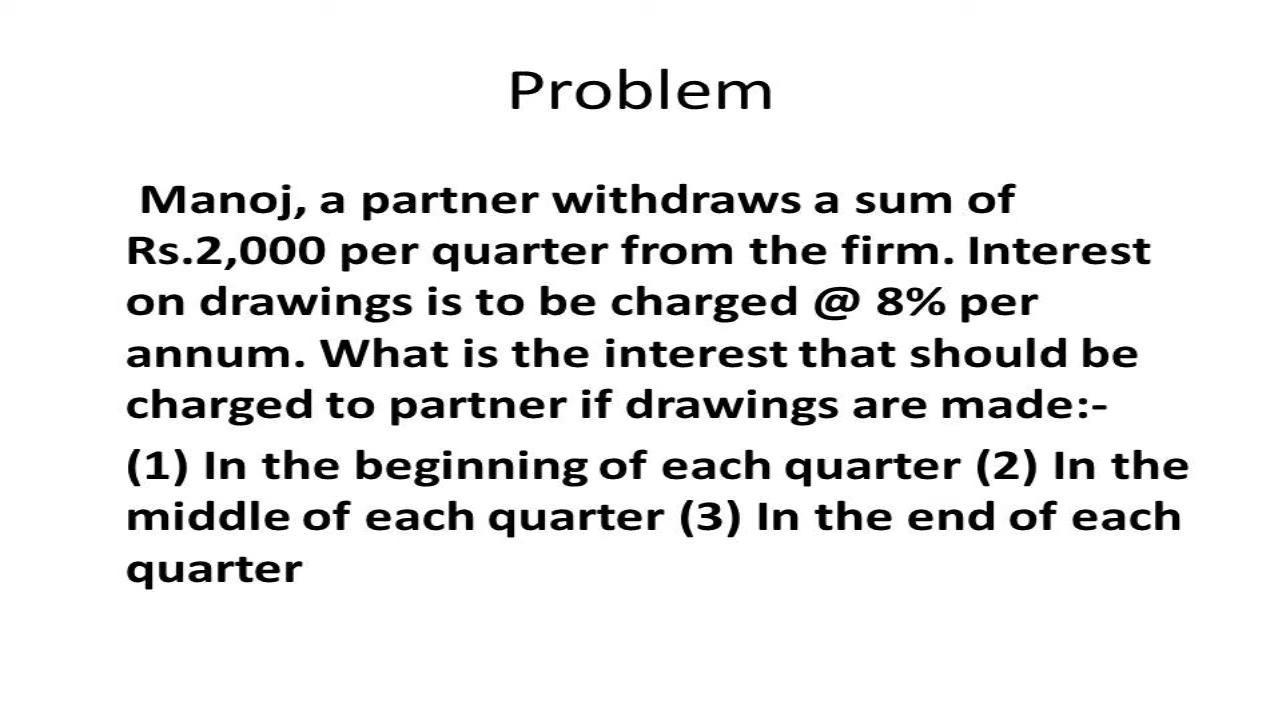 Problem
Manoj, a partner withdraws a sum of
Rs.2,000 per quarter from the firm. Interest
on drawings is to be charged @ 8% per
annum. What is the interest that should be
charged to partner if drawings are made:-
(1) In the beginning of each quarter (2) In the
middle of each quarter (3) In the end of each
quarter